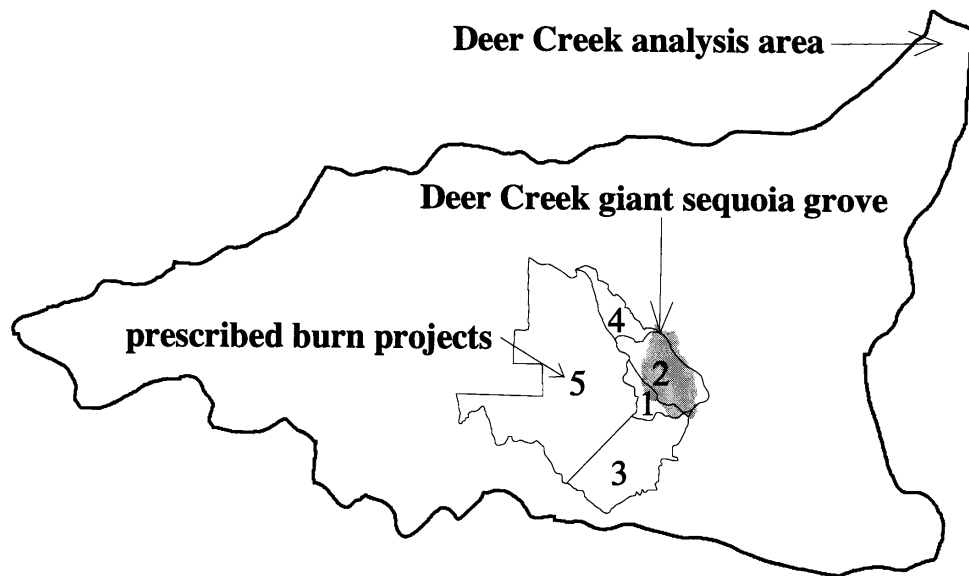 Deer Creek analysis area
Deer Creek giant sequoia grove
4
prescribed burn projects
2
5
1
3